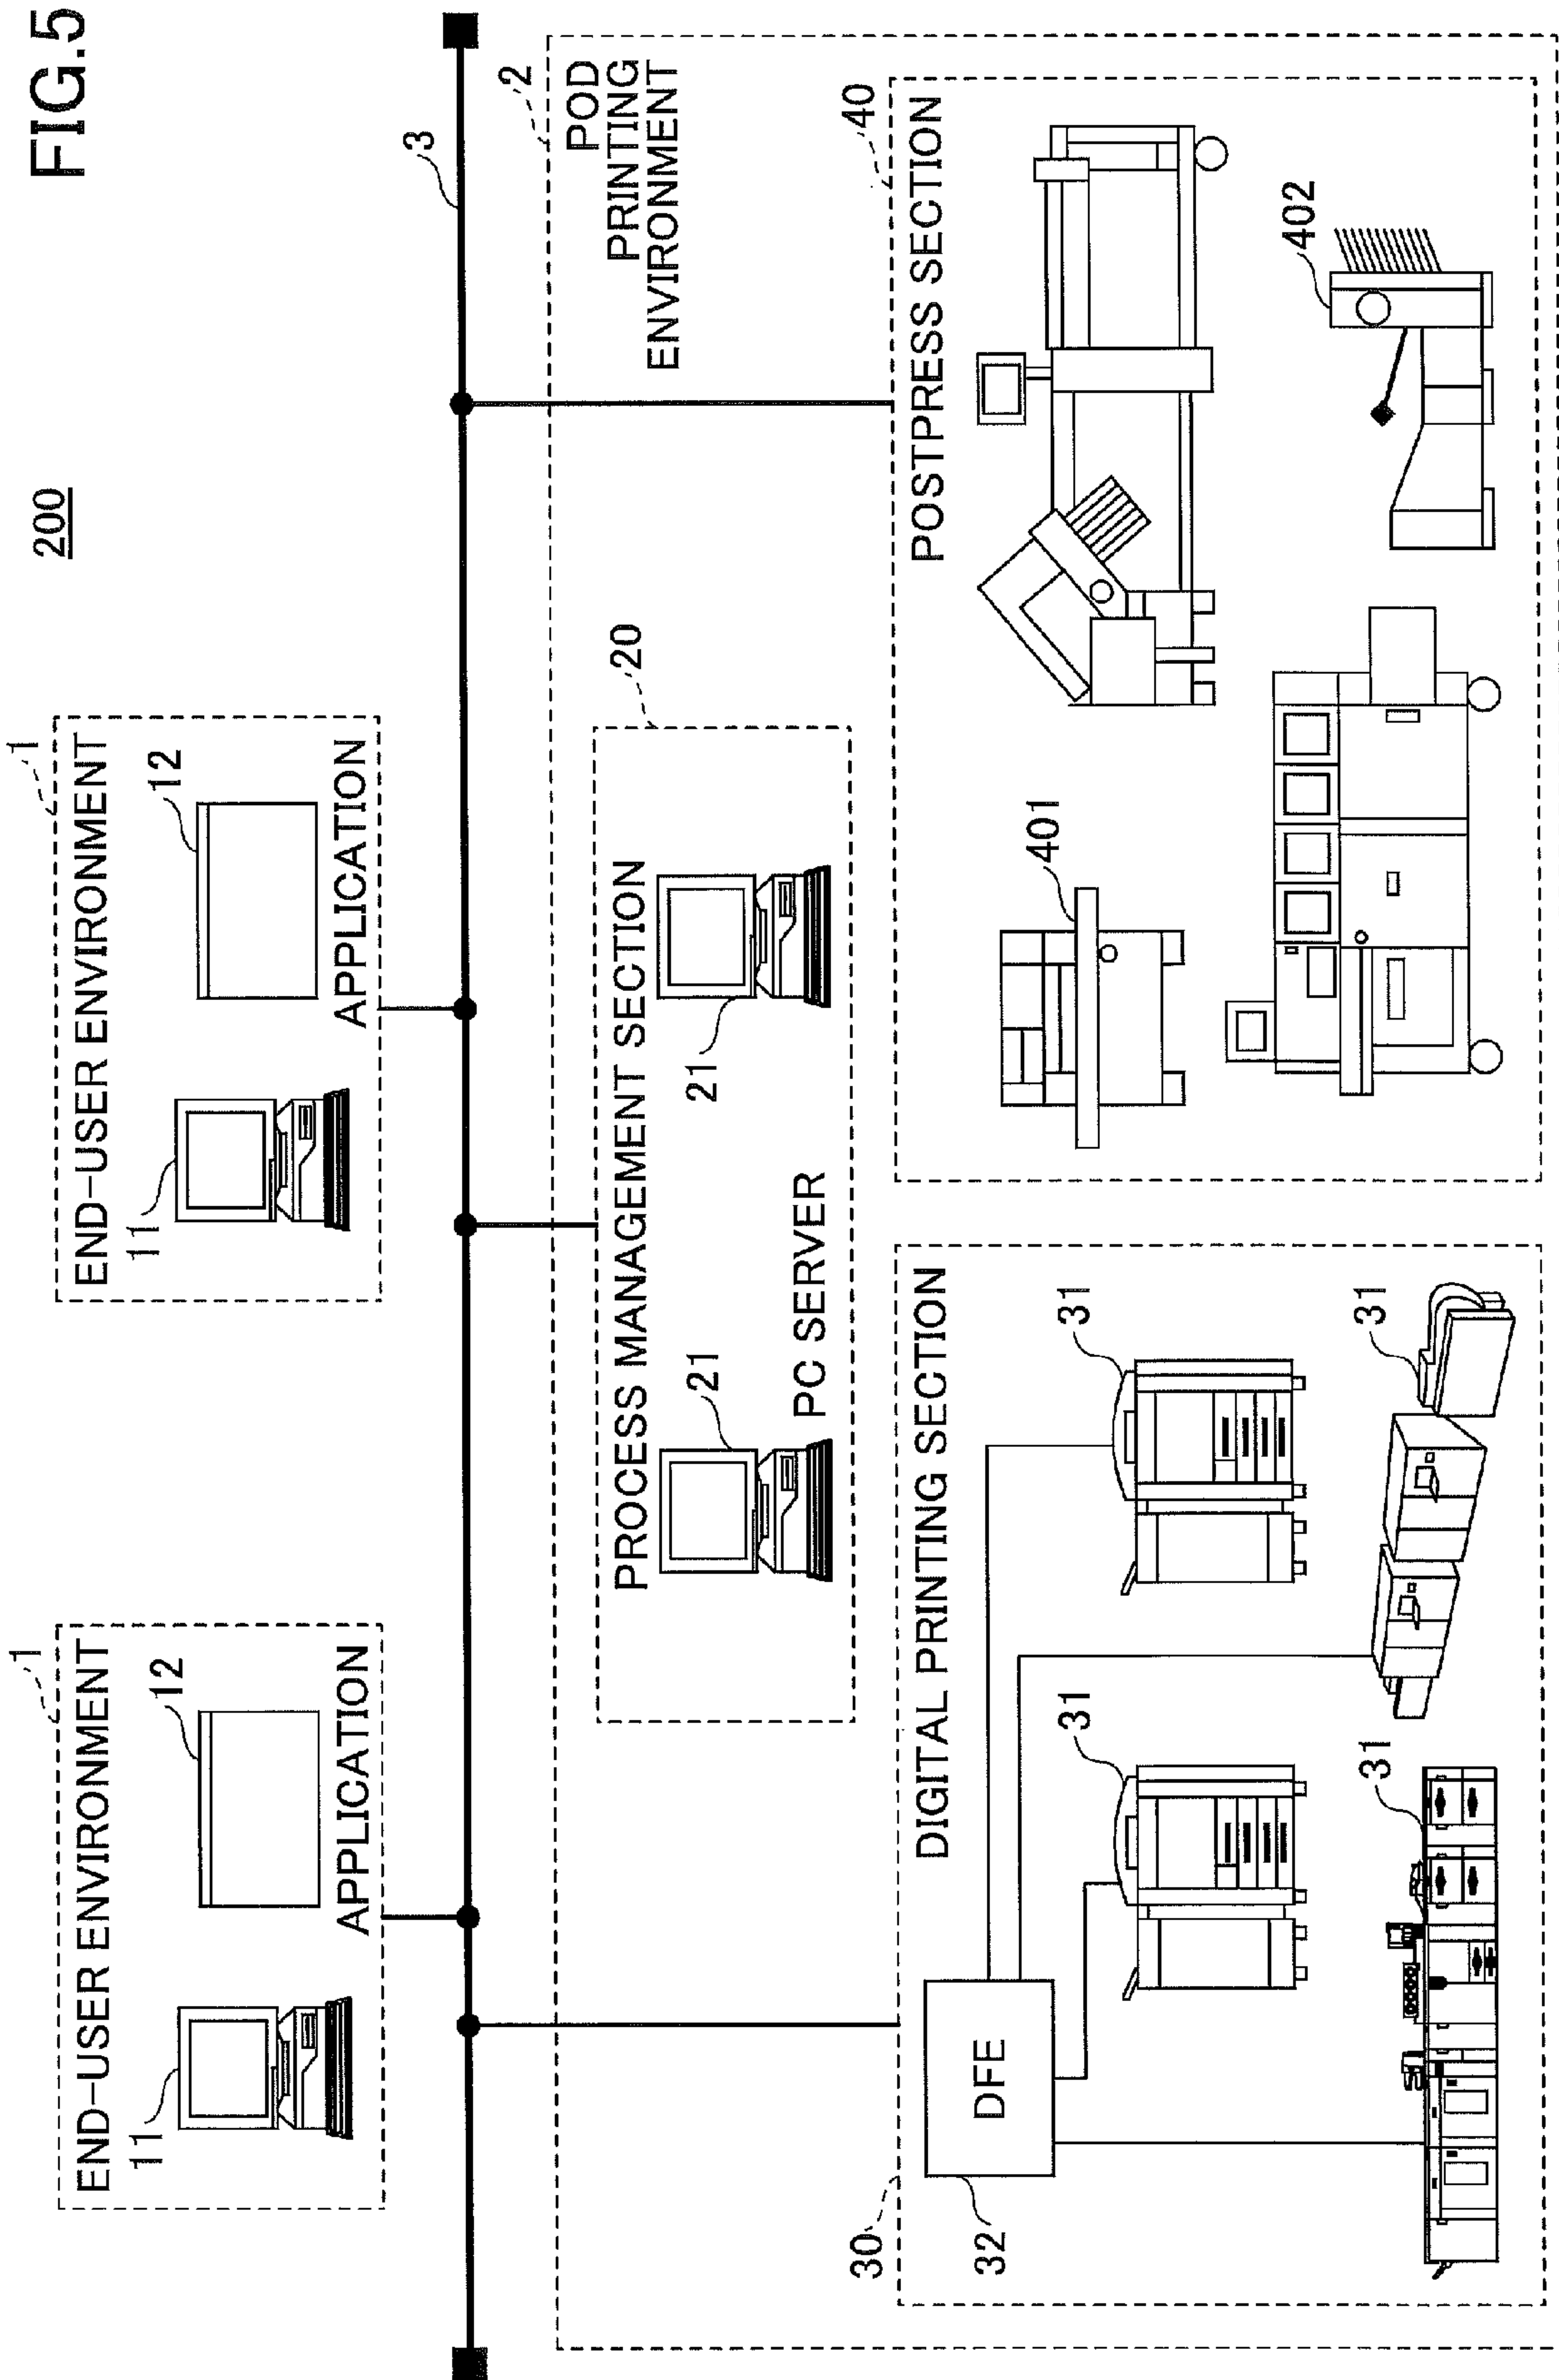 FIG.5
200
1
END-USER ENVIRONMENT
11
12
APPLICATION
1
END-USER ENVIRONMENT
11
12
APPLICATION
3
2
POD
PRINTING
ENVIRONMENT
20
PROCESS MANAGEMENT SECTION
21
PC SERVER
21
30
DIGITAL PRINTING SECTION
32
DFE
31
31
31
31
40
POSTPRESS SECTION
401
402